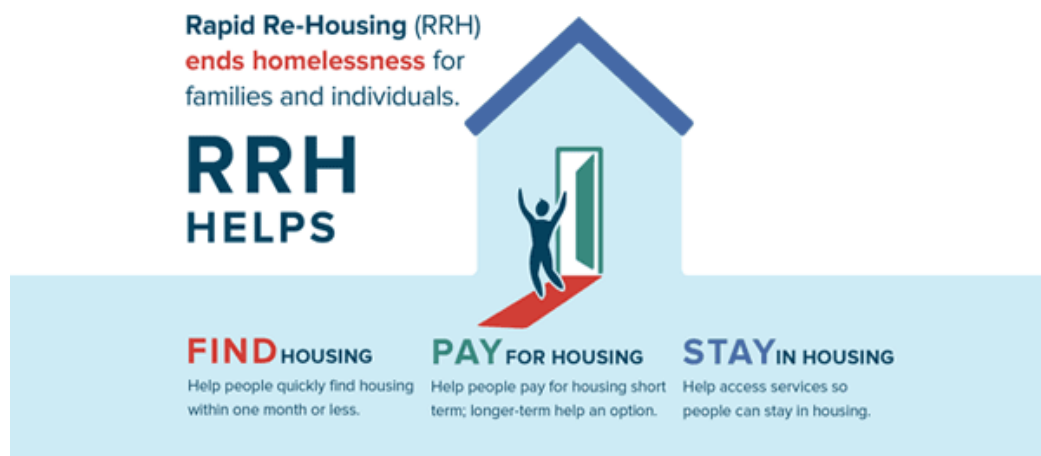 Rapid Re-Housing (RRH)
ends homelessness for
families and individuals.
RRH
HELPS
FIND HOUSING
Help people quickly find housing
within one month or less.
PAY FOR HOUSING
Help people pay for housing short
term; longer-term help an option.
STAY IN HOUSING
Help access services so
people can stay in housing.